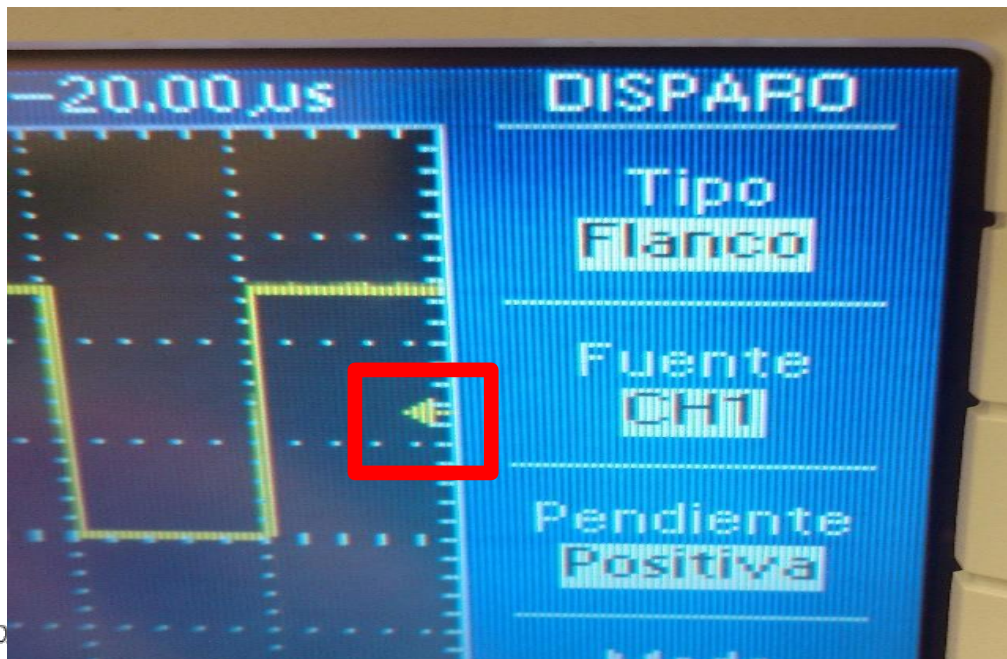 -20.00µs
DISPARO
Tipo
Flanco
Fuente
CH1
Pendiente
Positiva